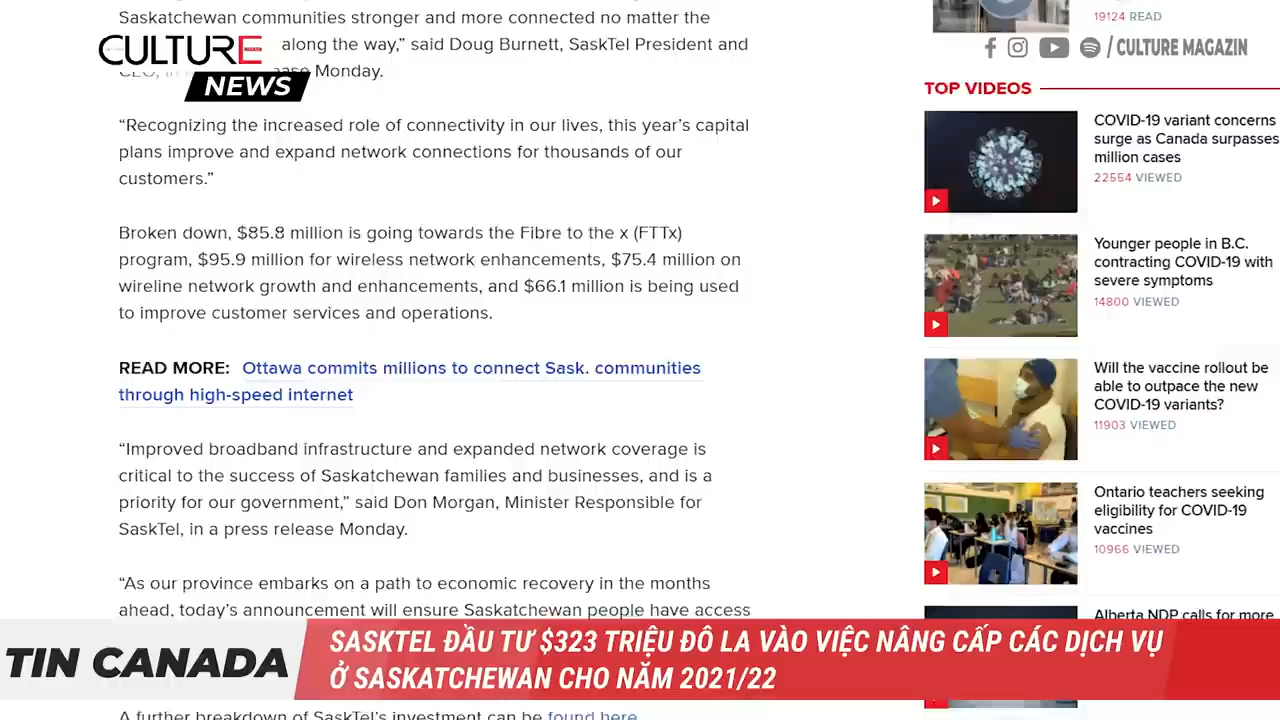 Saskatchewan communities stronger and more connected no matter the
along the way,” said Doug Burnett, SaskTel President and
Monday.
CULTURE
NEWS
“Recognizing the increased role of connectivity in our lives, this year’s capital
plans improve and expand network connections for thousands of our
customers.”
Broken down, $85.8 million is going towards the Fibre to the x (FTTx)
program, $95.9 million for wireless network enhancements, $75.4 million on
wireline network growth and enhancements, and $66.1 million is being used
to improve customer services and operations.
READ MORE: Ottawa commits millions to connect Sask. communities
through high-speed internet
“Improved broadband infrastructure and expanded network coverage is
critical to the success of Saskatchewan families and businesses, and is a
priority for our government,” said Don Morgan, Minister Responsible for
SaskTel, in a press release Monday.
“As our province embarks on a path to economic recovery in the months
ahead, today’s announcement will ensure Saskatchewan people have access
A further breakdown of SaskTel’s investment can be found here.
19124 READ
/ CULTURE MAGAZIN
TOP VIDEOS
COVID-19 variant concerns
surge as Canada surpasses
million cases
22554 VIEWED
Younger people in B.C.
contracting COVID-19 with
severe symptoms
14800 VIEWED
Will the vaccine rollout be
able to outpace the new
COVID-19 variants?
11903 VIEWED
Ontario teachers seeking
eligibility for COVID-19
vaccines
10966 VIEWED
Alberta NDP calls for more
TIN CANADA
SASKTEL ĐẦU TƯ $323 TRIỆU ĐÔ LA VÀO VIỆC NÂNG CẤP CÁC DỊCH VỤ
Ở SASKATCHEWAN CHO NĂM 2021/22